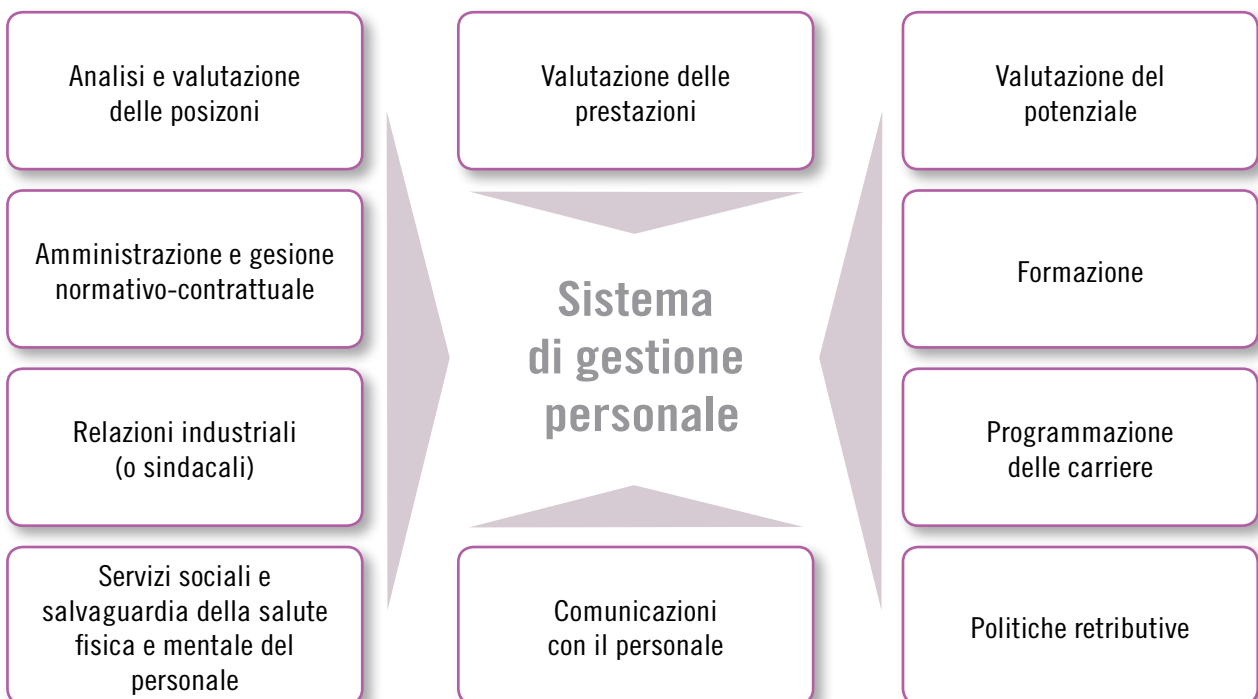 Analisi e valutazione
delle posizoni
Valutazione delle
prestazioni
Valutazione del
potenziale
Amministrazione e gesione
normativo-contrattuale
Sistema
di gestione
personale
Formazione
Relazioni industriali
(o sindacali)
Programmazione
delle carriere
Servizi sociali e
salvaguardia della salute
fisica e mentale del
personale
Comunicazioni
con il personale
Politiche retributive